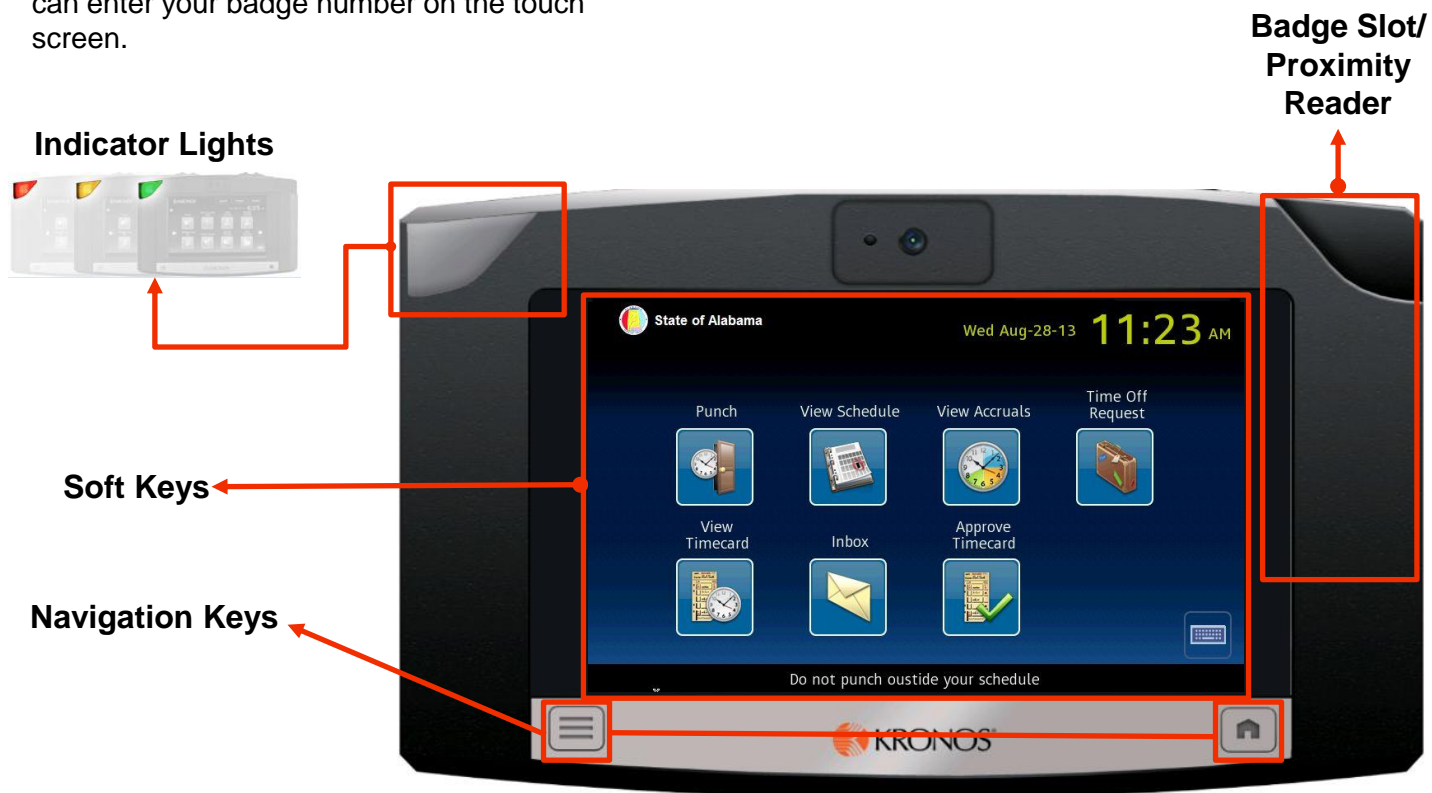 can enter your badge number on the touch
screen.
Badge Slot/
Proximity
Reader
Indicator Lights
State of Alabama
Wed Aug-28-13 11:23 AM
Punch
View Schedule
View Accruals
Time Off
Request
Soft Keys
View
Timecard
Inbox
Approve
Timecard
Navigation Keys
Do not punch oustide your schedule
KRONOS